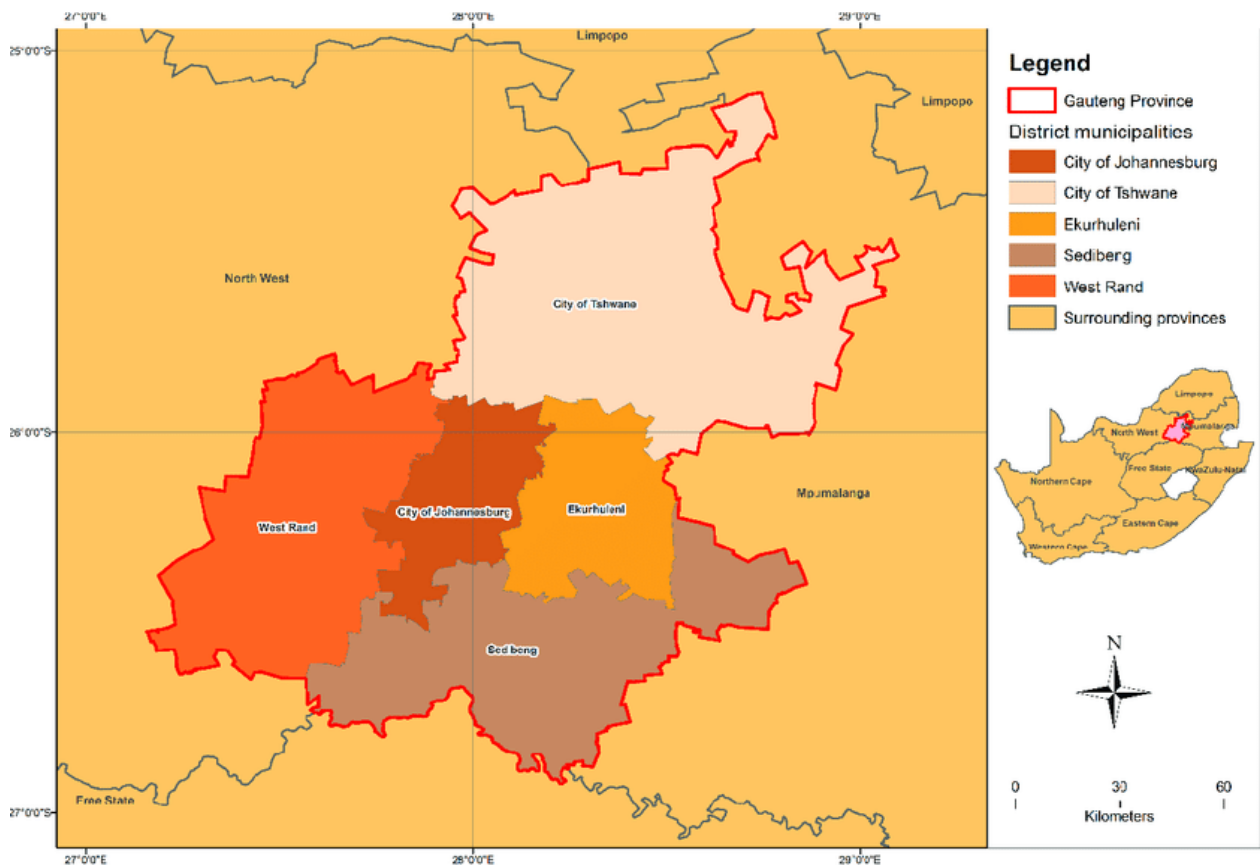 27°0'0"E
28°0'0"E
29°0'0"E
25°0'0"S
26°0'0"S
27°0'0"S
27°0'0"E
28°0'0"E
29°0'0"E
Limpopo
Limpopo
North West
City of Tshwane
Mpumalanga
West Rand
City of Johannesburg
Ekurhuleni
Sedibeng
Free State
Legend
Gauteng Province
District municipalities
City of Johannesburg
City of Tshwane
Ekurhuleni
Sediberg
West Rand
Surrounding provinces
Limpopo
North West
Mpumalanga
Free State
KwaZulu-Natal
Northern Cape
Eastern Cape
Western Cape
N
0 30 60
Kilometers